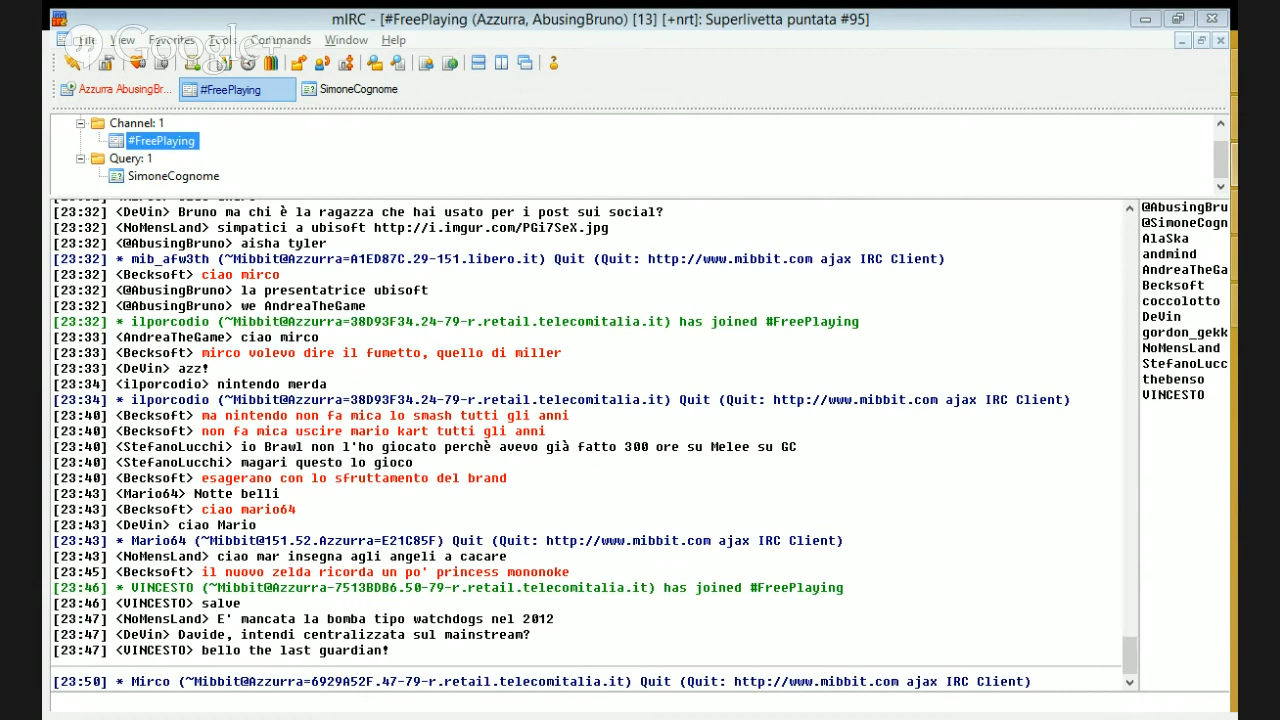 mIRC - [#FreePlaying (Azzurra, AbusingBruno) [13] [+nrt]: Superlivetta puntata #95]
File View Favorites Tools Commands Window Help
Google+
Azzurra AbusingBr... #FreePlaying SimoneCognome
Channel: 1
#FreePlaying
Query: 1
SimoneCognome
[23:32] <DeVin> Bruno ma chi è la ragazza che hai usato per i post sui social?
[23:32] <NoMensLand> simpatici a ubisoft http://i.imgur.com/PGi7SeX.jpg
[23:32] <@AbusingBruno> aisha tyler
[23:32] * mib_afw3th (~Mibbit@Azzurra=A1ED87C.29-151.libero.it) Quit (Quit: http://www.mibbit.com ajax IRC Client)
[23:32] <Becksoft> ciao mirco
[23:32] <@AbusingBruno> la presentatrice ubisoft
[23:32] <@AbusingBruno> we AndreaTheGame
[23:32] * ilporcodio (~Mibbit@Azzurra=38D93F34.24-79-r.retail.telecomitalia.it) has joined #FreePlaying
[23:33] <AndreaTheGame> ciao mirco
[23:33] <Becksoft> mirco volevo dire il fumetto, quello di miller
[23:33] <DeVin> azz!
[23:34] <ilporcodio> nintendo merda
[23:34] * ilporcodio (~Mibbit@Azzurra=38D93F34.24-79-r.retail.telecomitalia.it) Quit (Quit: http://www.mibbit.com ajax IRC Client)
[23:40] <Becksoft> ma nintendo non fa mica lo smash tutti gli anni
[23:40] <Becksoft> non fa mica uscire mario kart tutti gli anni
[23:40] <StefanoLucchi> io Brawl non l'ho giocato perchè avevo già fatto 300 ore su Melee su GC
[23:40] <StefanoLucchi> magari questo lo gioco
[23:40] <Becksoft> esagerano con lo sfruttamento del brand
[23:43] <Mario64> Notte belli
[23:43] <Becksoft> ciao mario64
[23:43] <DeVin> ciao Mario
[23:43] * Mario64 (~Mibbit@151.52.Azzurra=E21C85F) Quit (Quit: http://www.mibbit.com ajax IRC Client)
[23:43] <NoMensLand> ciao mar insegna agli angeli a cacare
[23:45] <Becksoft> il nuovo zelda ricorda un po' princess mononoke
[23:46] * VINCESTO (~Mibbit@Azzurra-7513BDB6.50-79-r.retail.telecomitalia.it) has joined #FreePlaying
[23:46] <VINCESTO> salve
[23:47] <NoMensLand> E' mancata la bomba tipo watchdogs nel 2012
[23:47] <DeVin> Davide, intendi centralizzata sul mainstream?
[23:47] <VINCESTO> bello the last guardian!
[23:50] * Mirco (~Mibbit@Azzurra=6929A52F.47-79-r.retail.telecomitalia.it) Quit (Quit: http://www.mibbit.com ajax IRC Client)
@AbusingBru
@SimoneCogn
AlaSka
andmind
AndreaTheGa
Becksoft
coccolotto
DeVin
gordon_gekk
NoMensLand
StefanoLucc
thebenso
VINCESTO